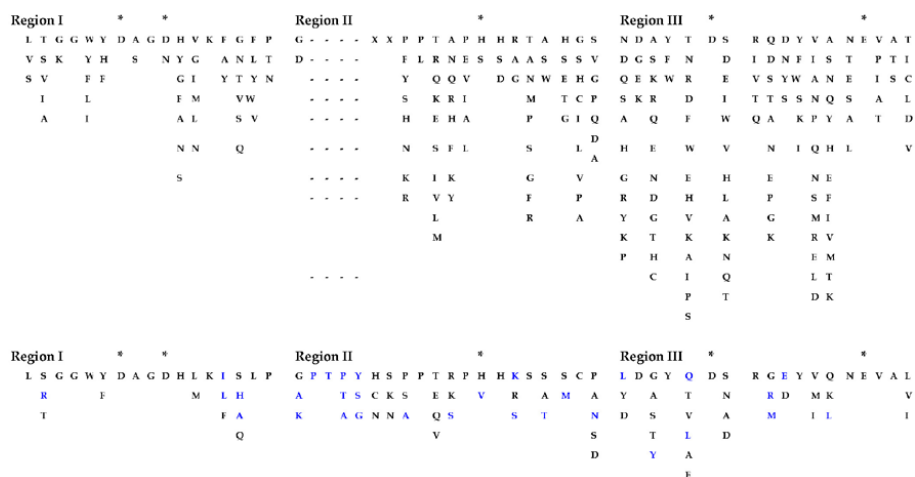 Region I * * Region II * Region III * *
L T G G W Y D A G D H V K F G F P G - - - - X X P P T A P H H R T A H G S N D A Y T D S R Q D Y V A N E V A T
V S K Y H S N Y G A N L T D - - - - F L R N E S S A A S S V D G S F N D I D N F I S T P T I
S V F F G I Y T Y N - - - - Y Q Q V D G N W E H G Q E K W R E V S Y W A N E I S C
I L F M V W - - - - S K R I M T C P S K R D I T T S S N Q S A L
A I A L S V - - - - H E H A P G I Q A Q F W Q A K P Y A T D
D
N N Q - - - - N S F L S L H E W V N I Q H L V
A
S - - - - K I K G V G N E H E N E
- - - - R V Y F P R D H L P S F
L R A Y G V A G M I
M K T K K K R V
P H A N E M
- - - - C I Q L T
P T D K
S
Region I * * Region II * Region III * *
L S G G W Y D A G D H L K I S L P G P T P Y H S P P T R P H H K S S S C P L D G Y Q D S R G E Y V Q N E V A L
R F M L H A T S C K S E K V R A M A Y A T N R D M K V
T F A K A G N N A Q S S T N D S V A M I L I
Q V S T L D
D Y A
E